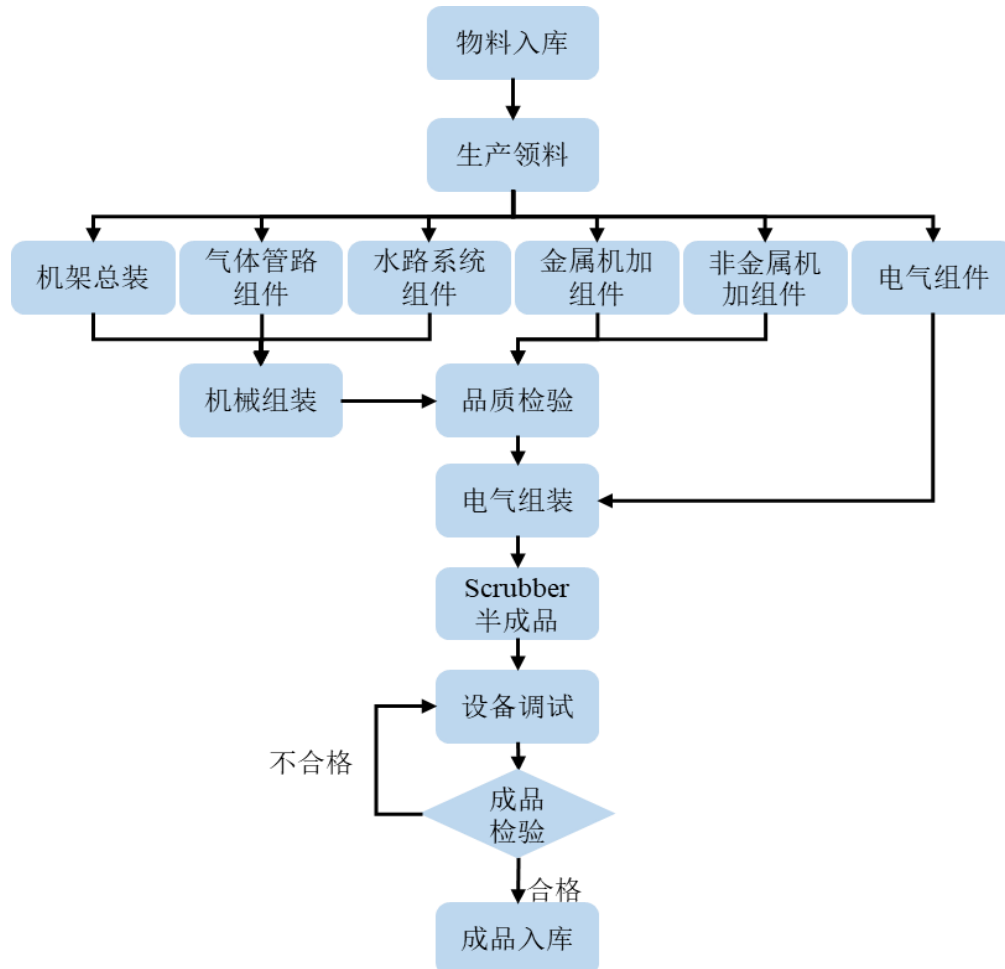 物料入库
生产领料
机架总装
气体管路
组件
水路系统
组件
金属机加
组件
非金属机
加组件
电气组件
机械组装
品质检验
电气组装
Scrubber
半成品
设备调试
不合格
成品
检验
合格
成品入库